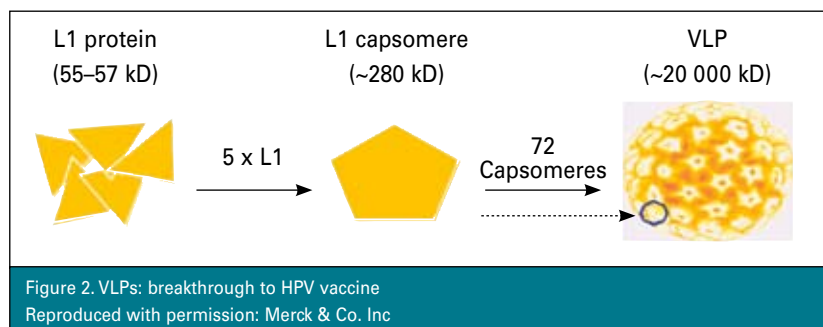 L1 protein
(55–57 kD)
L1 capsomere
(~280 kD)
VLP
(~20 000 kD)
5 x L1
72
Capsomeres
Figure 2. VLPs: breakthrough to HPV vaccine
Reproduced with permission: Merck & Co. Inc